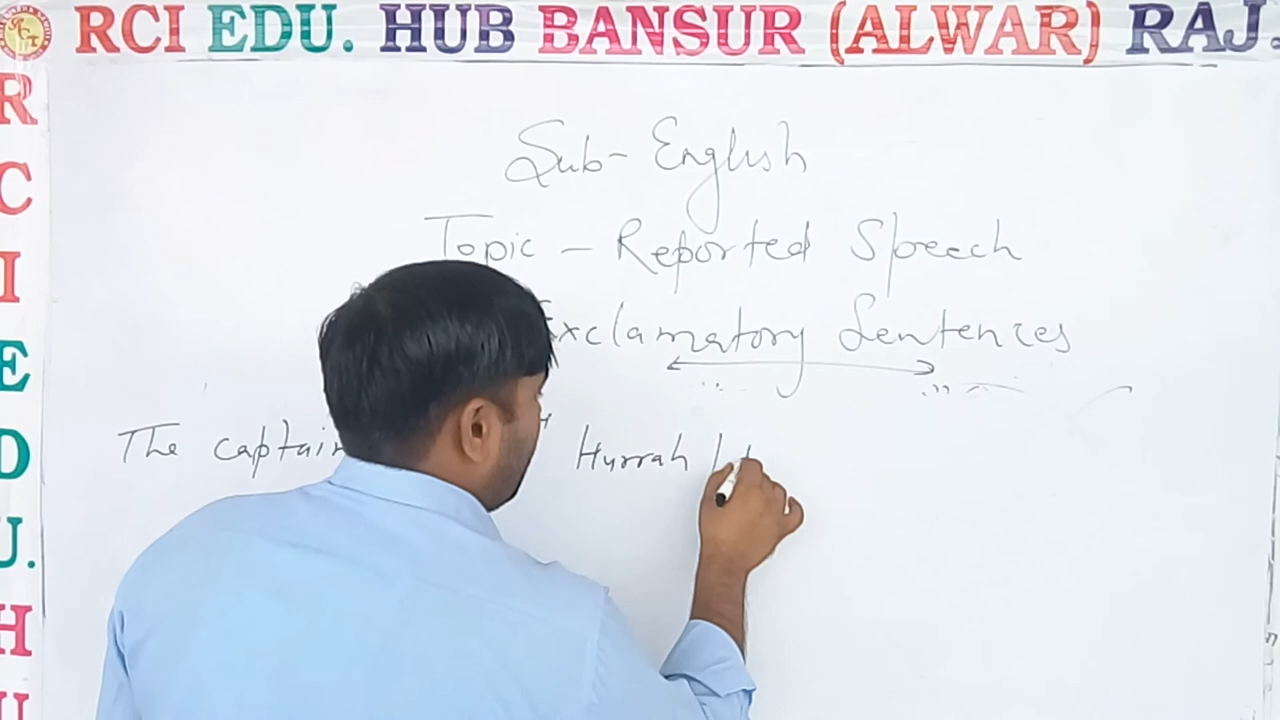 RCI EDU. HUB BANSUR (ALWAR) RAJ.
R
C
I
E
D
U.
H
U
Sub- English
Topic - Reported Speech
Exclamatory Sentences
The captain " Hurrah !